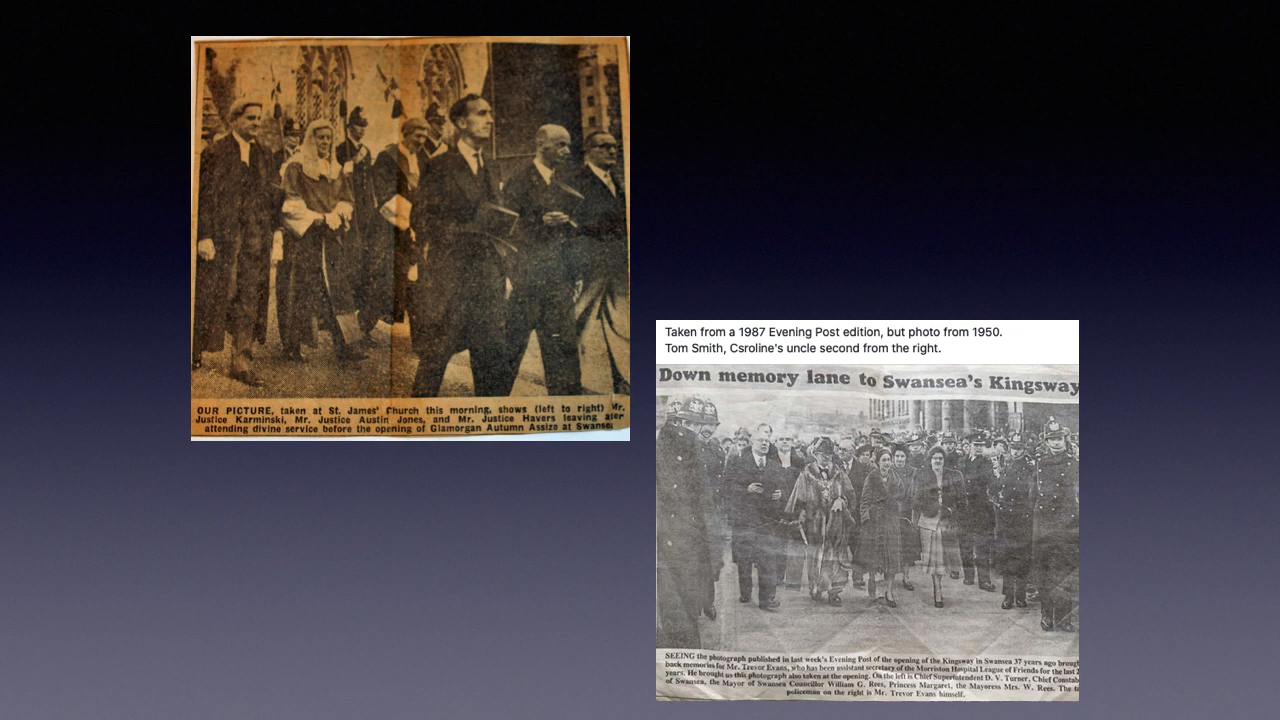 OUR PICTURE, taken at St. James' Church this morning, shows (left to right) Mr.
Justice Karminski, Mr. Justice Austin Jones, and Mr. Justice Havers leaving after
attending divine service before the opening of Glamorgan Autumn Assize at Swansea
Taken from a 1987 Evening Post edition, but photo from 1950.
Tom Smith, Csroline's uncle second from the right.
Down memory lane to Swansea's Kingsway
SEEING the photograph published in last week's Evening Post of the opening of the Kingsway in Swansea 37 years ago brough
back memories for Mr. Trevor Evans, who has been assistant secretary of the Morriston Hospital League of Friends for the last
years. He brought us this photograph also taken at the opening. On the left is Chief Superintendent D. V. Turner, Chief Constab
of Swansea, the Mayor of Swansea Councillor William G. Rees, Princess Margaret, the Mayoress Mrs. W. Rees. The ta
policeman on the right is Mr. Trevor Evans himself.